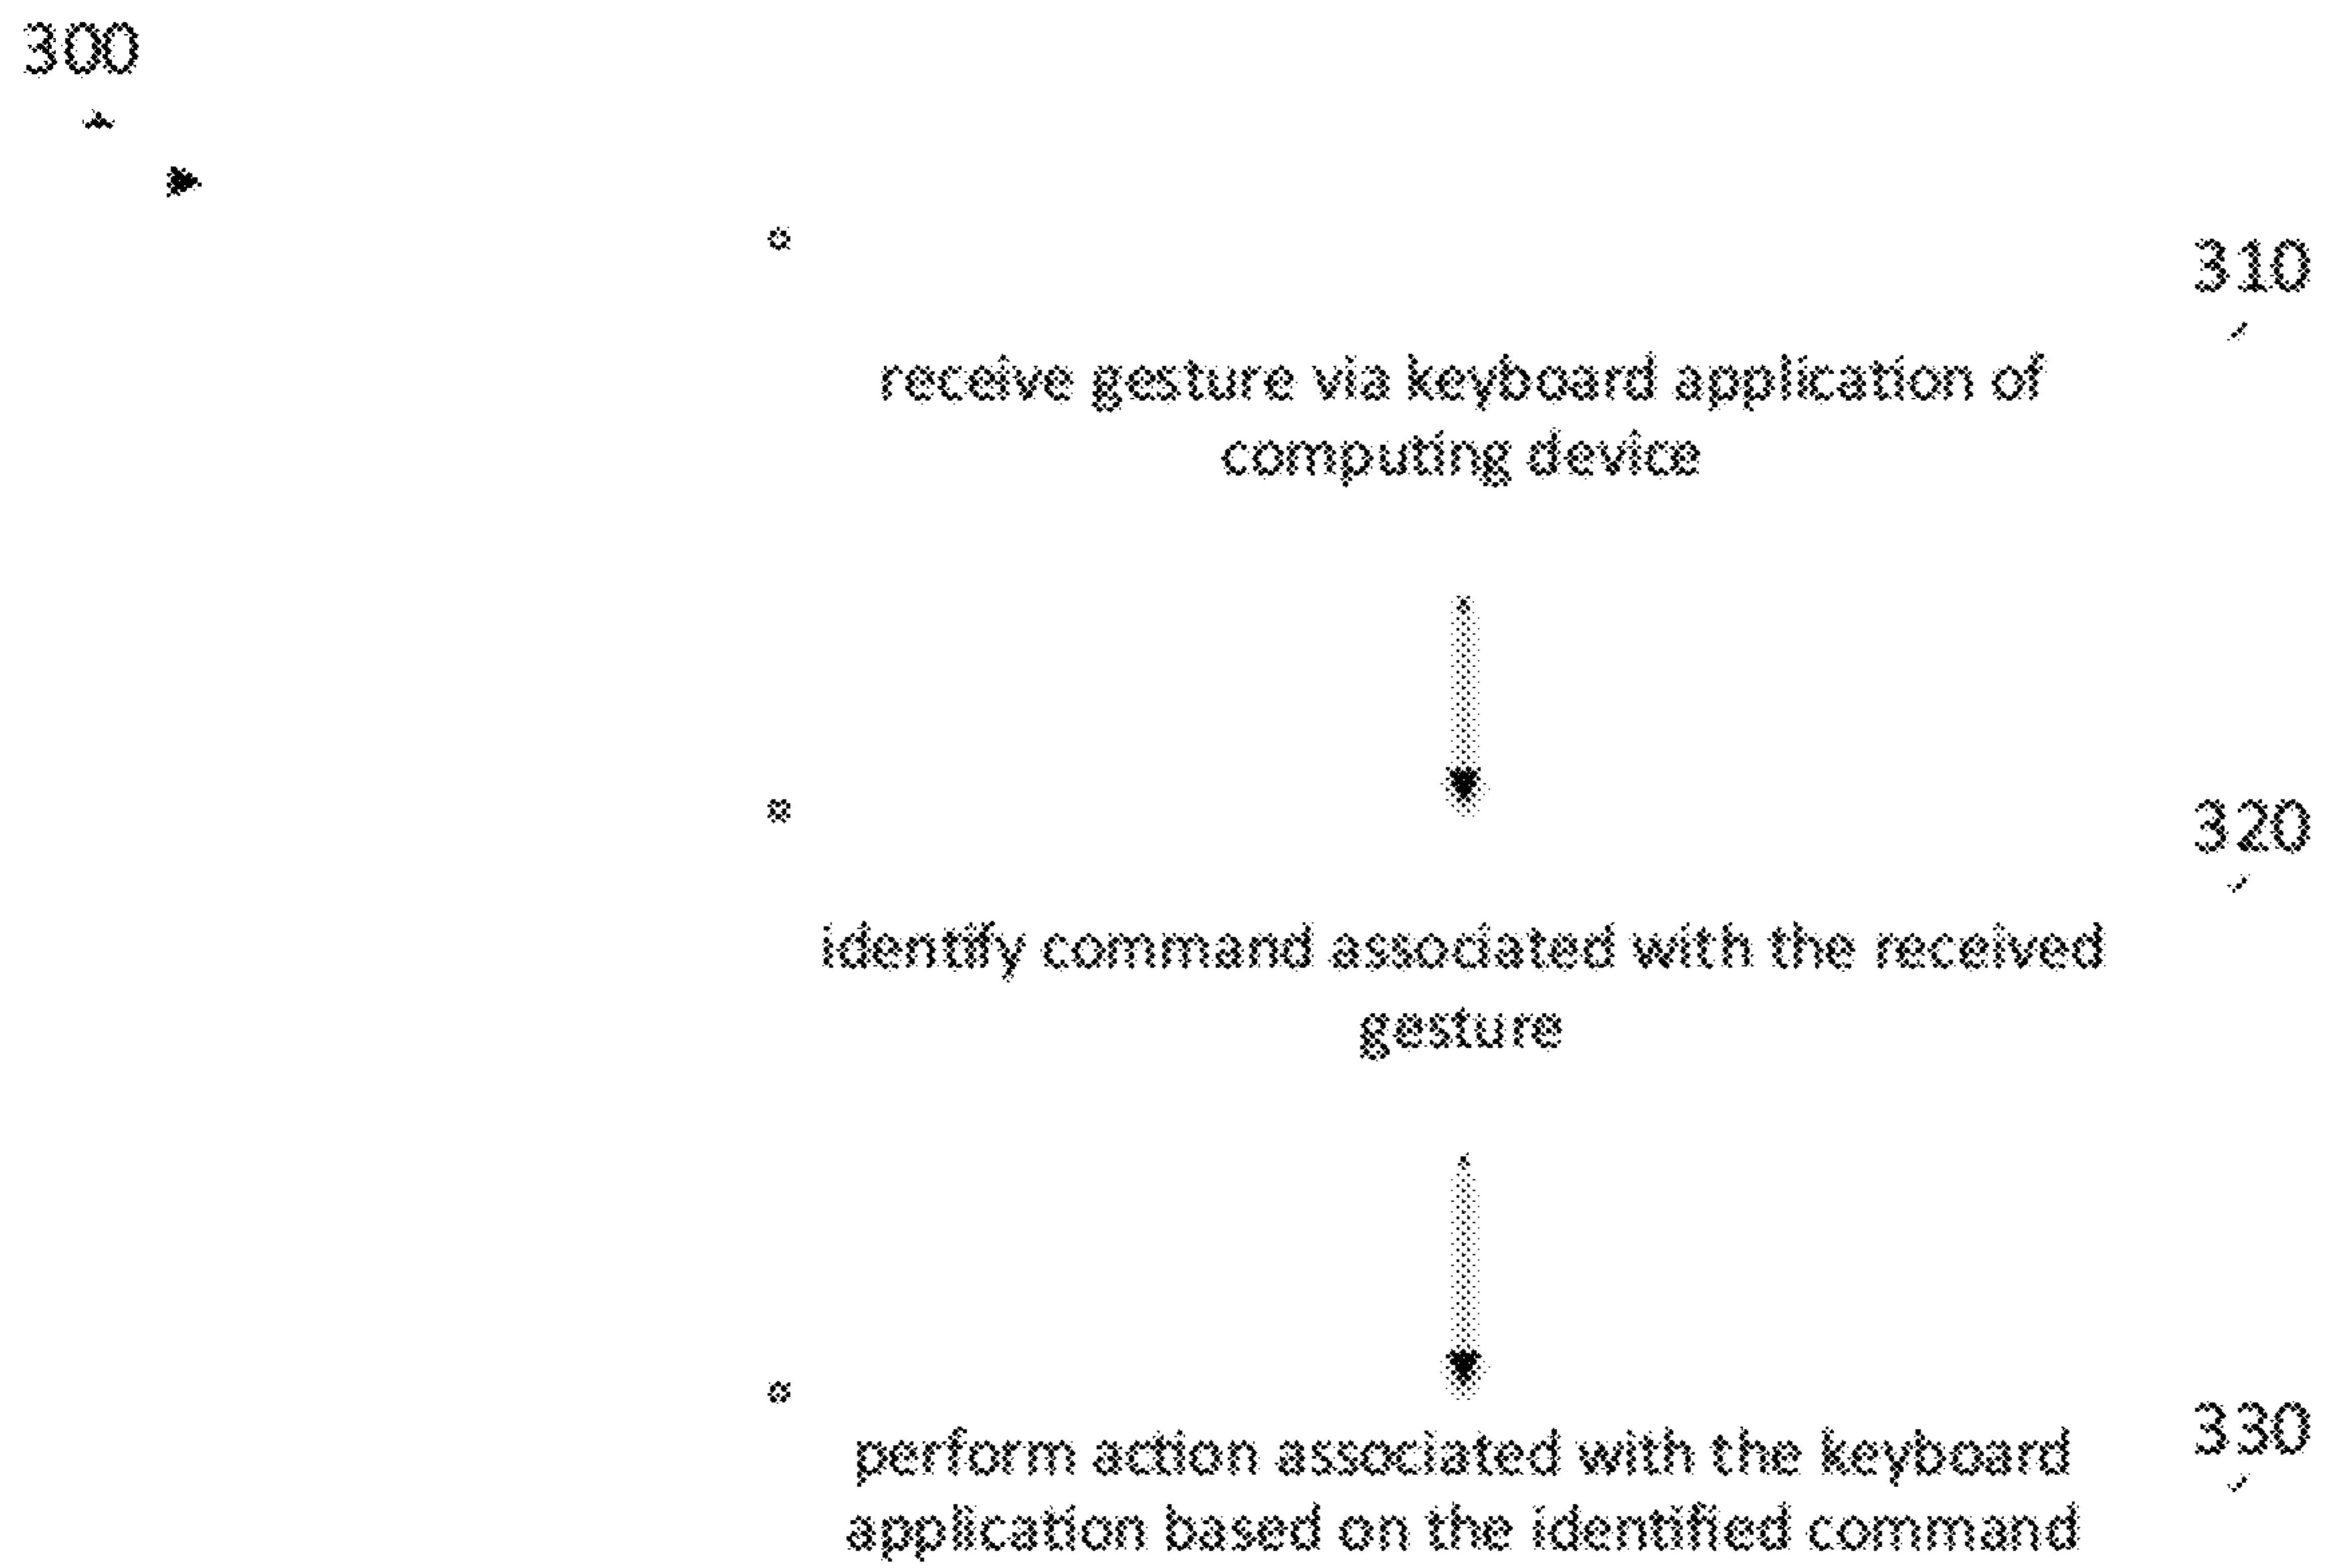 300
310
receive gesture via keyboard application of
computing device
320
identify command associated with the received
gesture
330
perform action associated with the keyboard
application based on the identified command